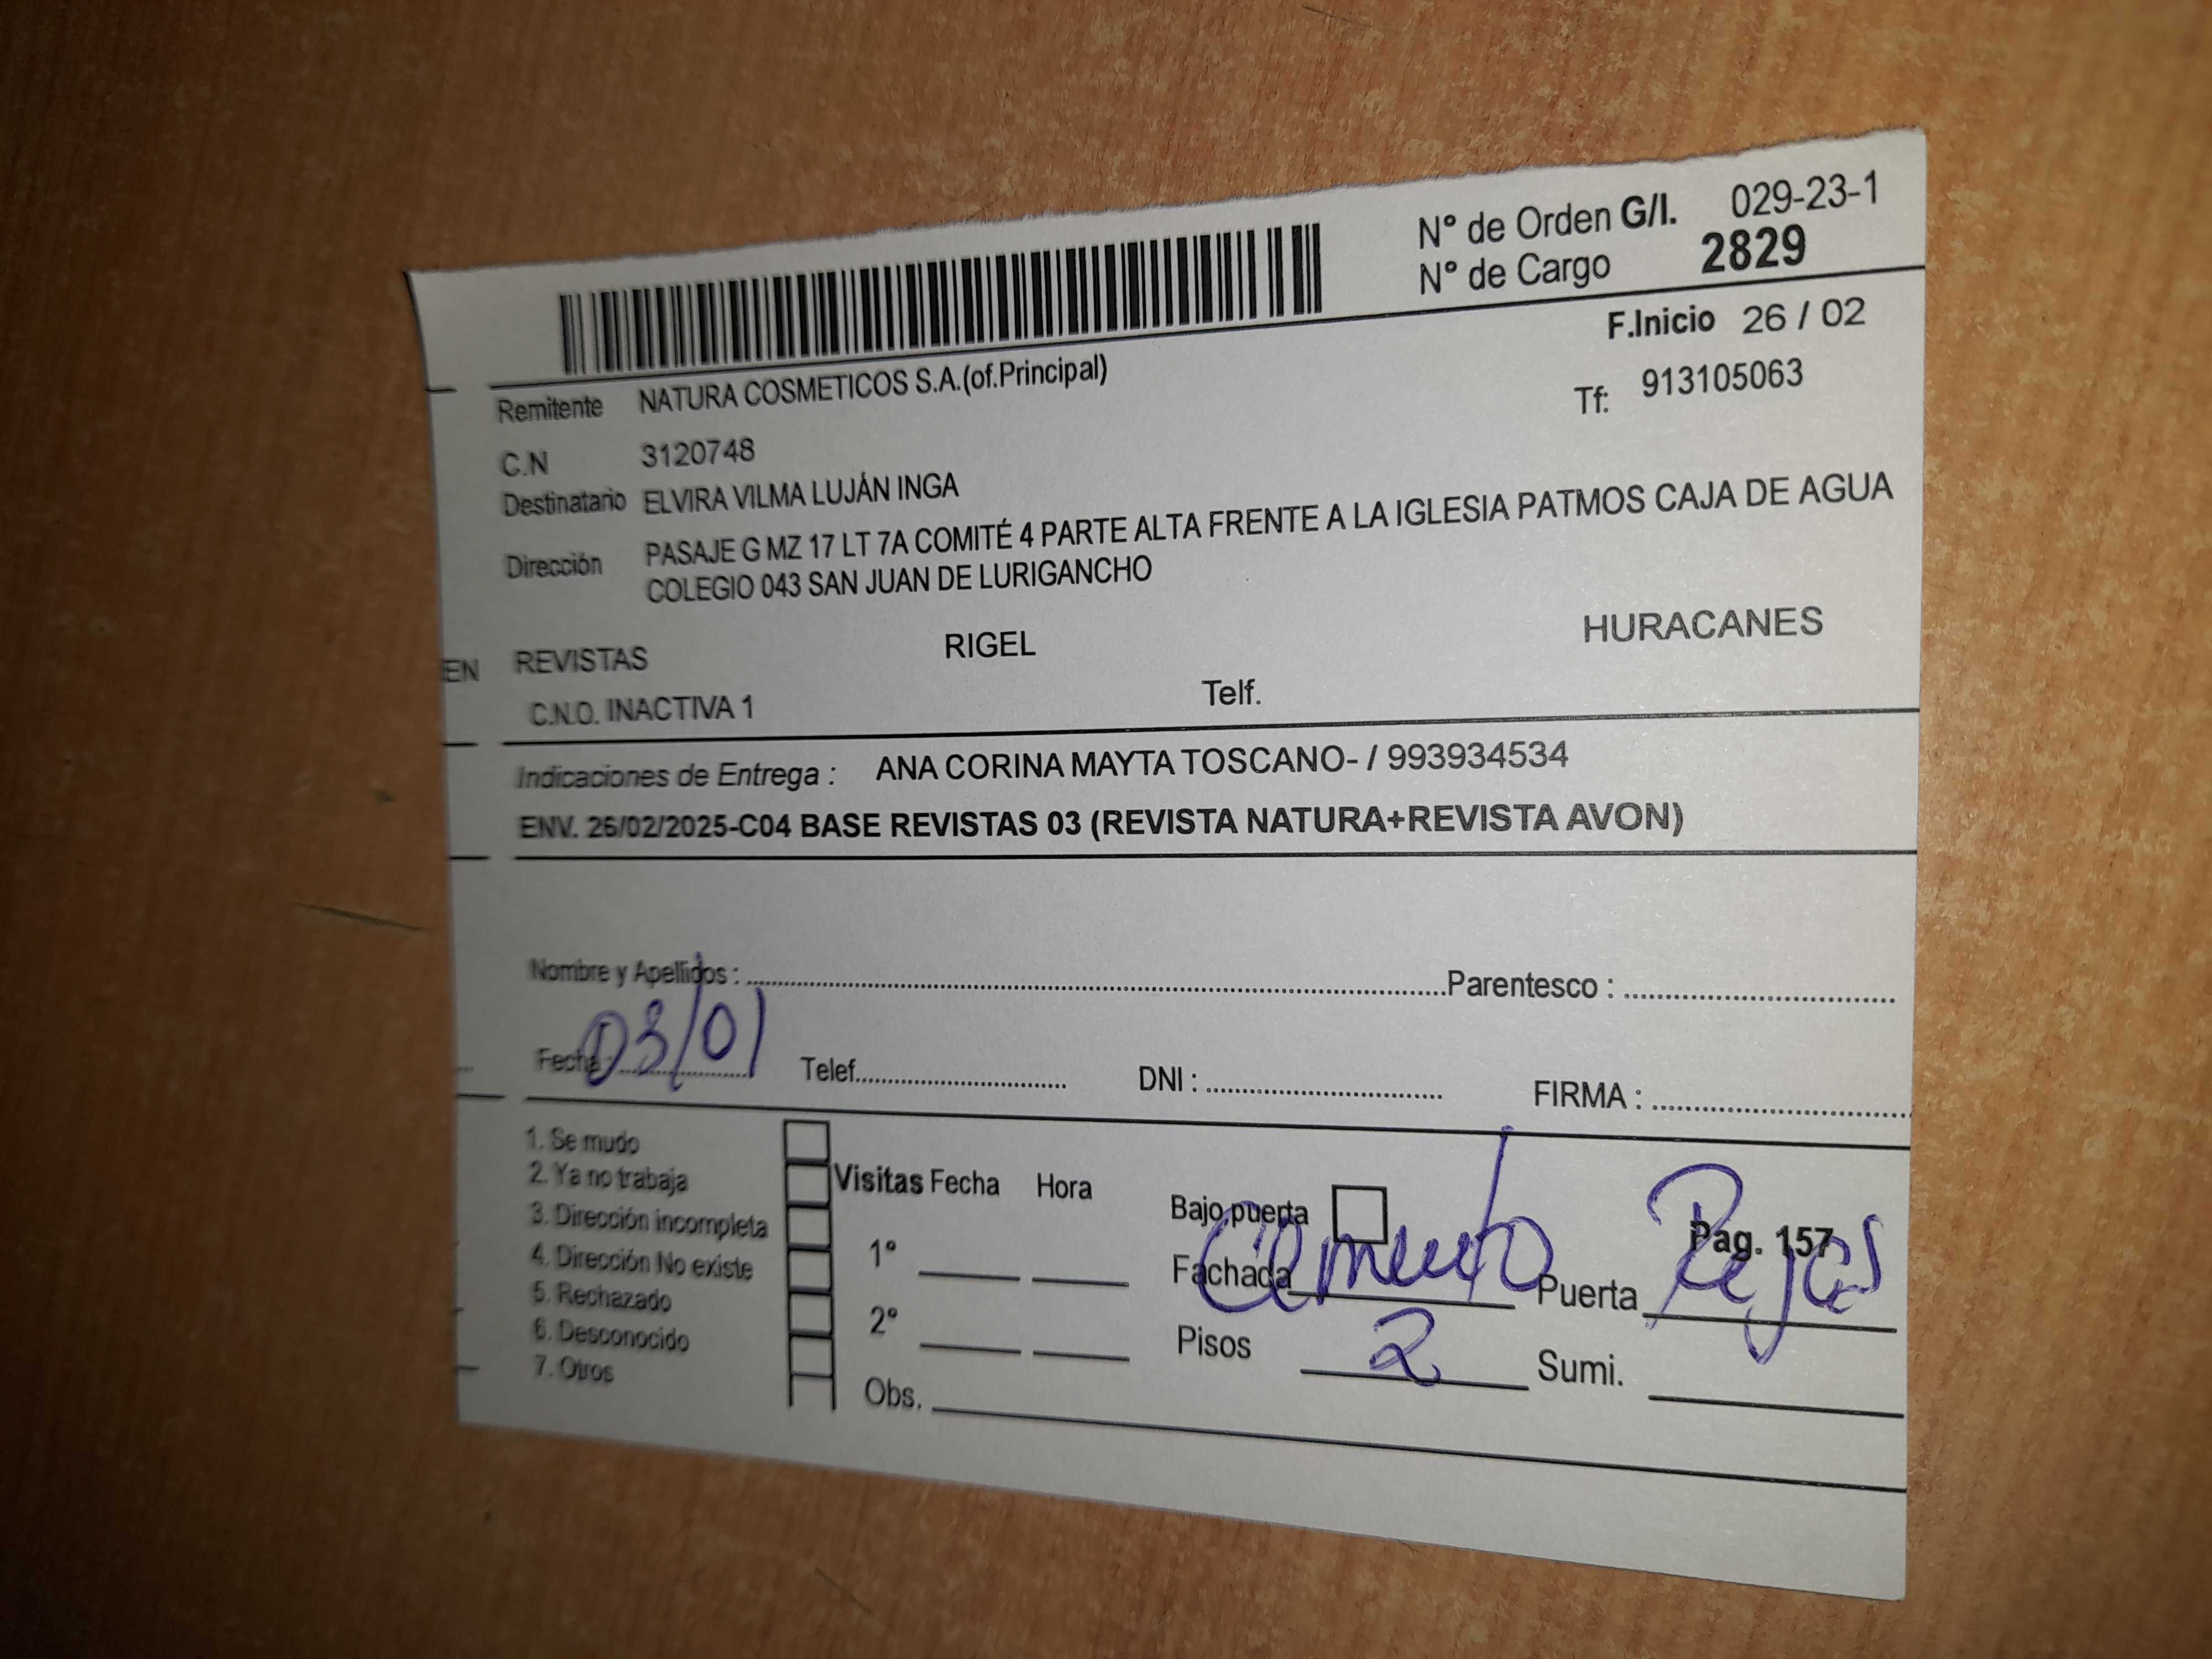 N° de Orden G/I. 029-23-1
N° de Cargo 2829
F.Inicio 26 / 02
Remitente NATURA COSMETICOS S.A.(of.Principal)
Tf: 913105063
C.N 3120748
Destinatario ELVIRA VILMA LUJÁN INGA
Dirección PASAJE G MZ 17 LT 7A COMITÉ 4 PARTE ALTA FRENTE A LA IGLESIA PATMOS CAJA DE AGUA
COLEGIO 043 SAN JUAN DE LURIGANCHO
EN REVISTAS RIGEL HURACANES
C.N.O. INACTIVA 1 Telf.
Indicaciones de Entrega : ANA CORINA MAYTA TOSCANO- / 993934534
ENV. 26/02/2025-C04 BASE REVISTAS 03 (REVISTA NATURA+REVISTA AVON)
Nombre y Apellidos : Parentesco :
Fecha: 03/01 Telef. DNI : FIRMA :
1. Se mudo
2. Ya no trabaja
3. Dirección incompleta
4. Dirección No existe
5. Rechazado
6. Desconocido
7. Otros
Visitas Fecha Hora
1°
2°
Obs.
Bajo puerta
Pag. 157
Fachada Cemento Puerta Rejas
Pisos 2 Sumi.